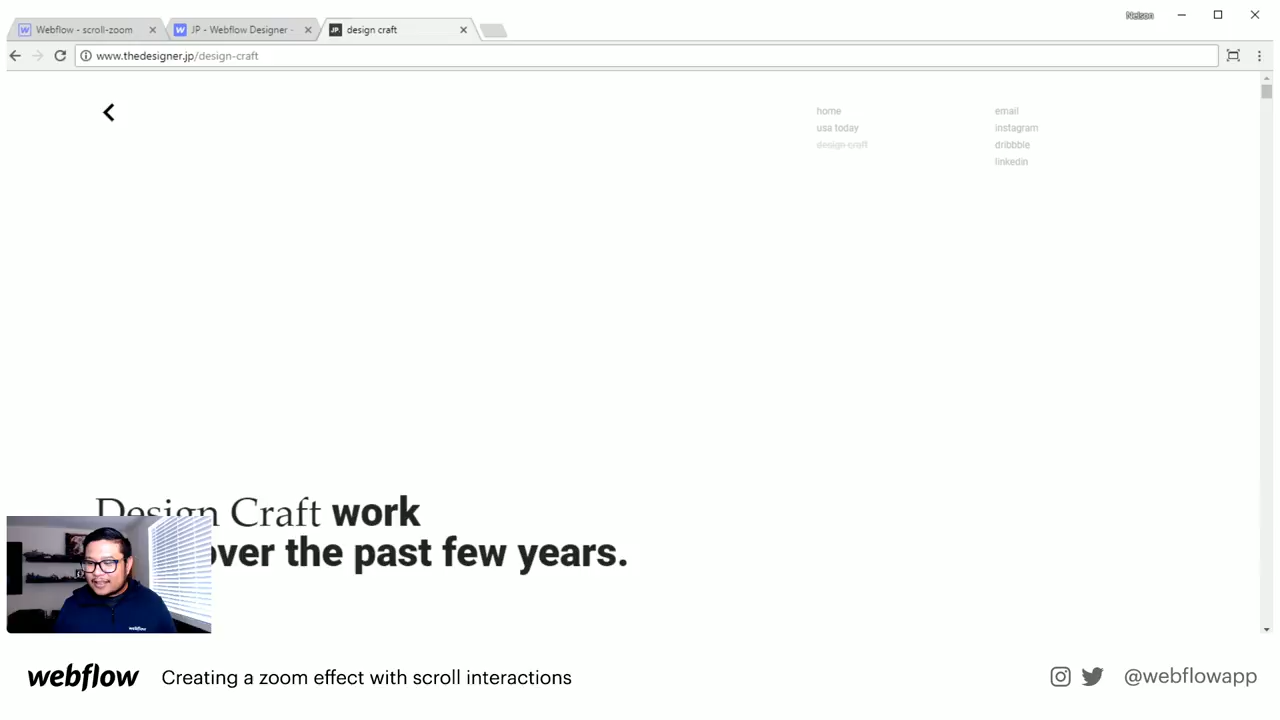 Nelson
Webflow - scroll-zoom
JP - Webflow Designer -
JP.
design craft
www.thedesigner.jp/design-craft
home
usa today
design craft
email
instagram
dribbble
linkedin
Design Craft work
over the past few years.
webflow
webflow
Creating a zoom effect with scroll interactions
@webflowapp